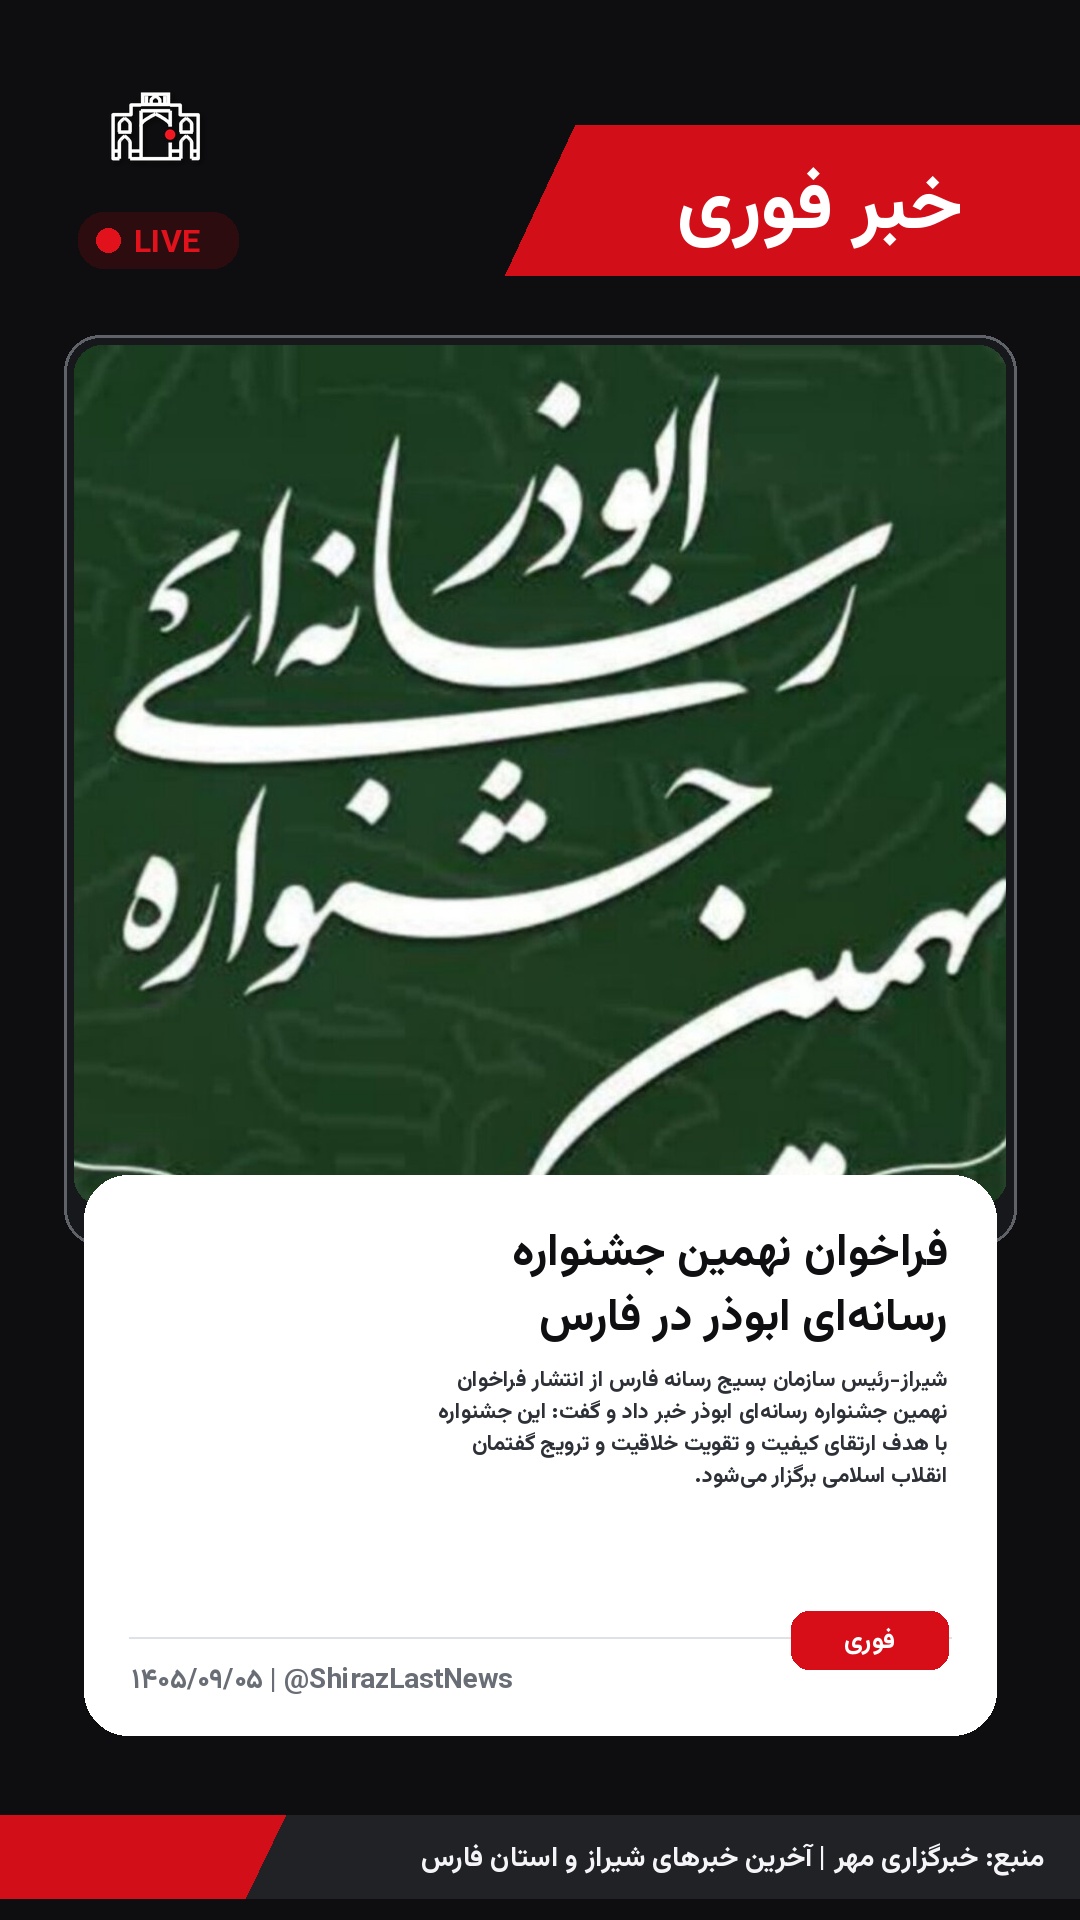 خبر فوری
LIVE
ابوذر
رسانه‌ای
جشنواره
نهمین
فراخوان نهمین جشنواره
رسانه‌ای ابوذر در فارس
شیراز-رئیس سازمان بسیج رسانه فارس از انتشار فراخوان
نهمین جشنواره رسانه‌ای ابوذر خبر داد و گفت: این جشنواره
با هدف ارتقای کیفیت و تقویت خلاقیت و ترویج گفتمان
انقلاب اسلامی برگزار می‌شود.
فوری
۱۴۰۵/۰۹/۰۵ | @ShirazLastNews
منبع: خبرگزاری مهر | آخرین خبرهای شیراز و استان فارس